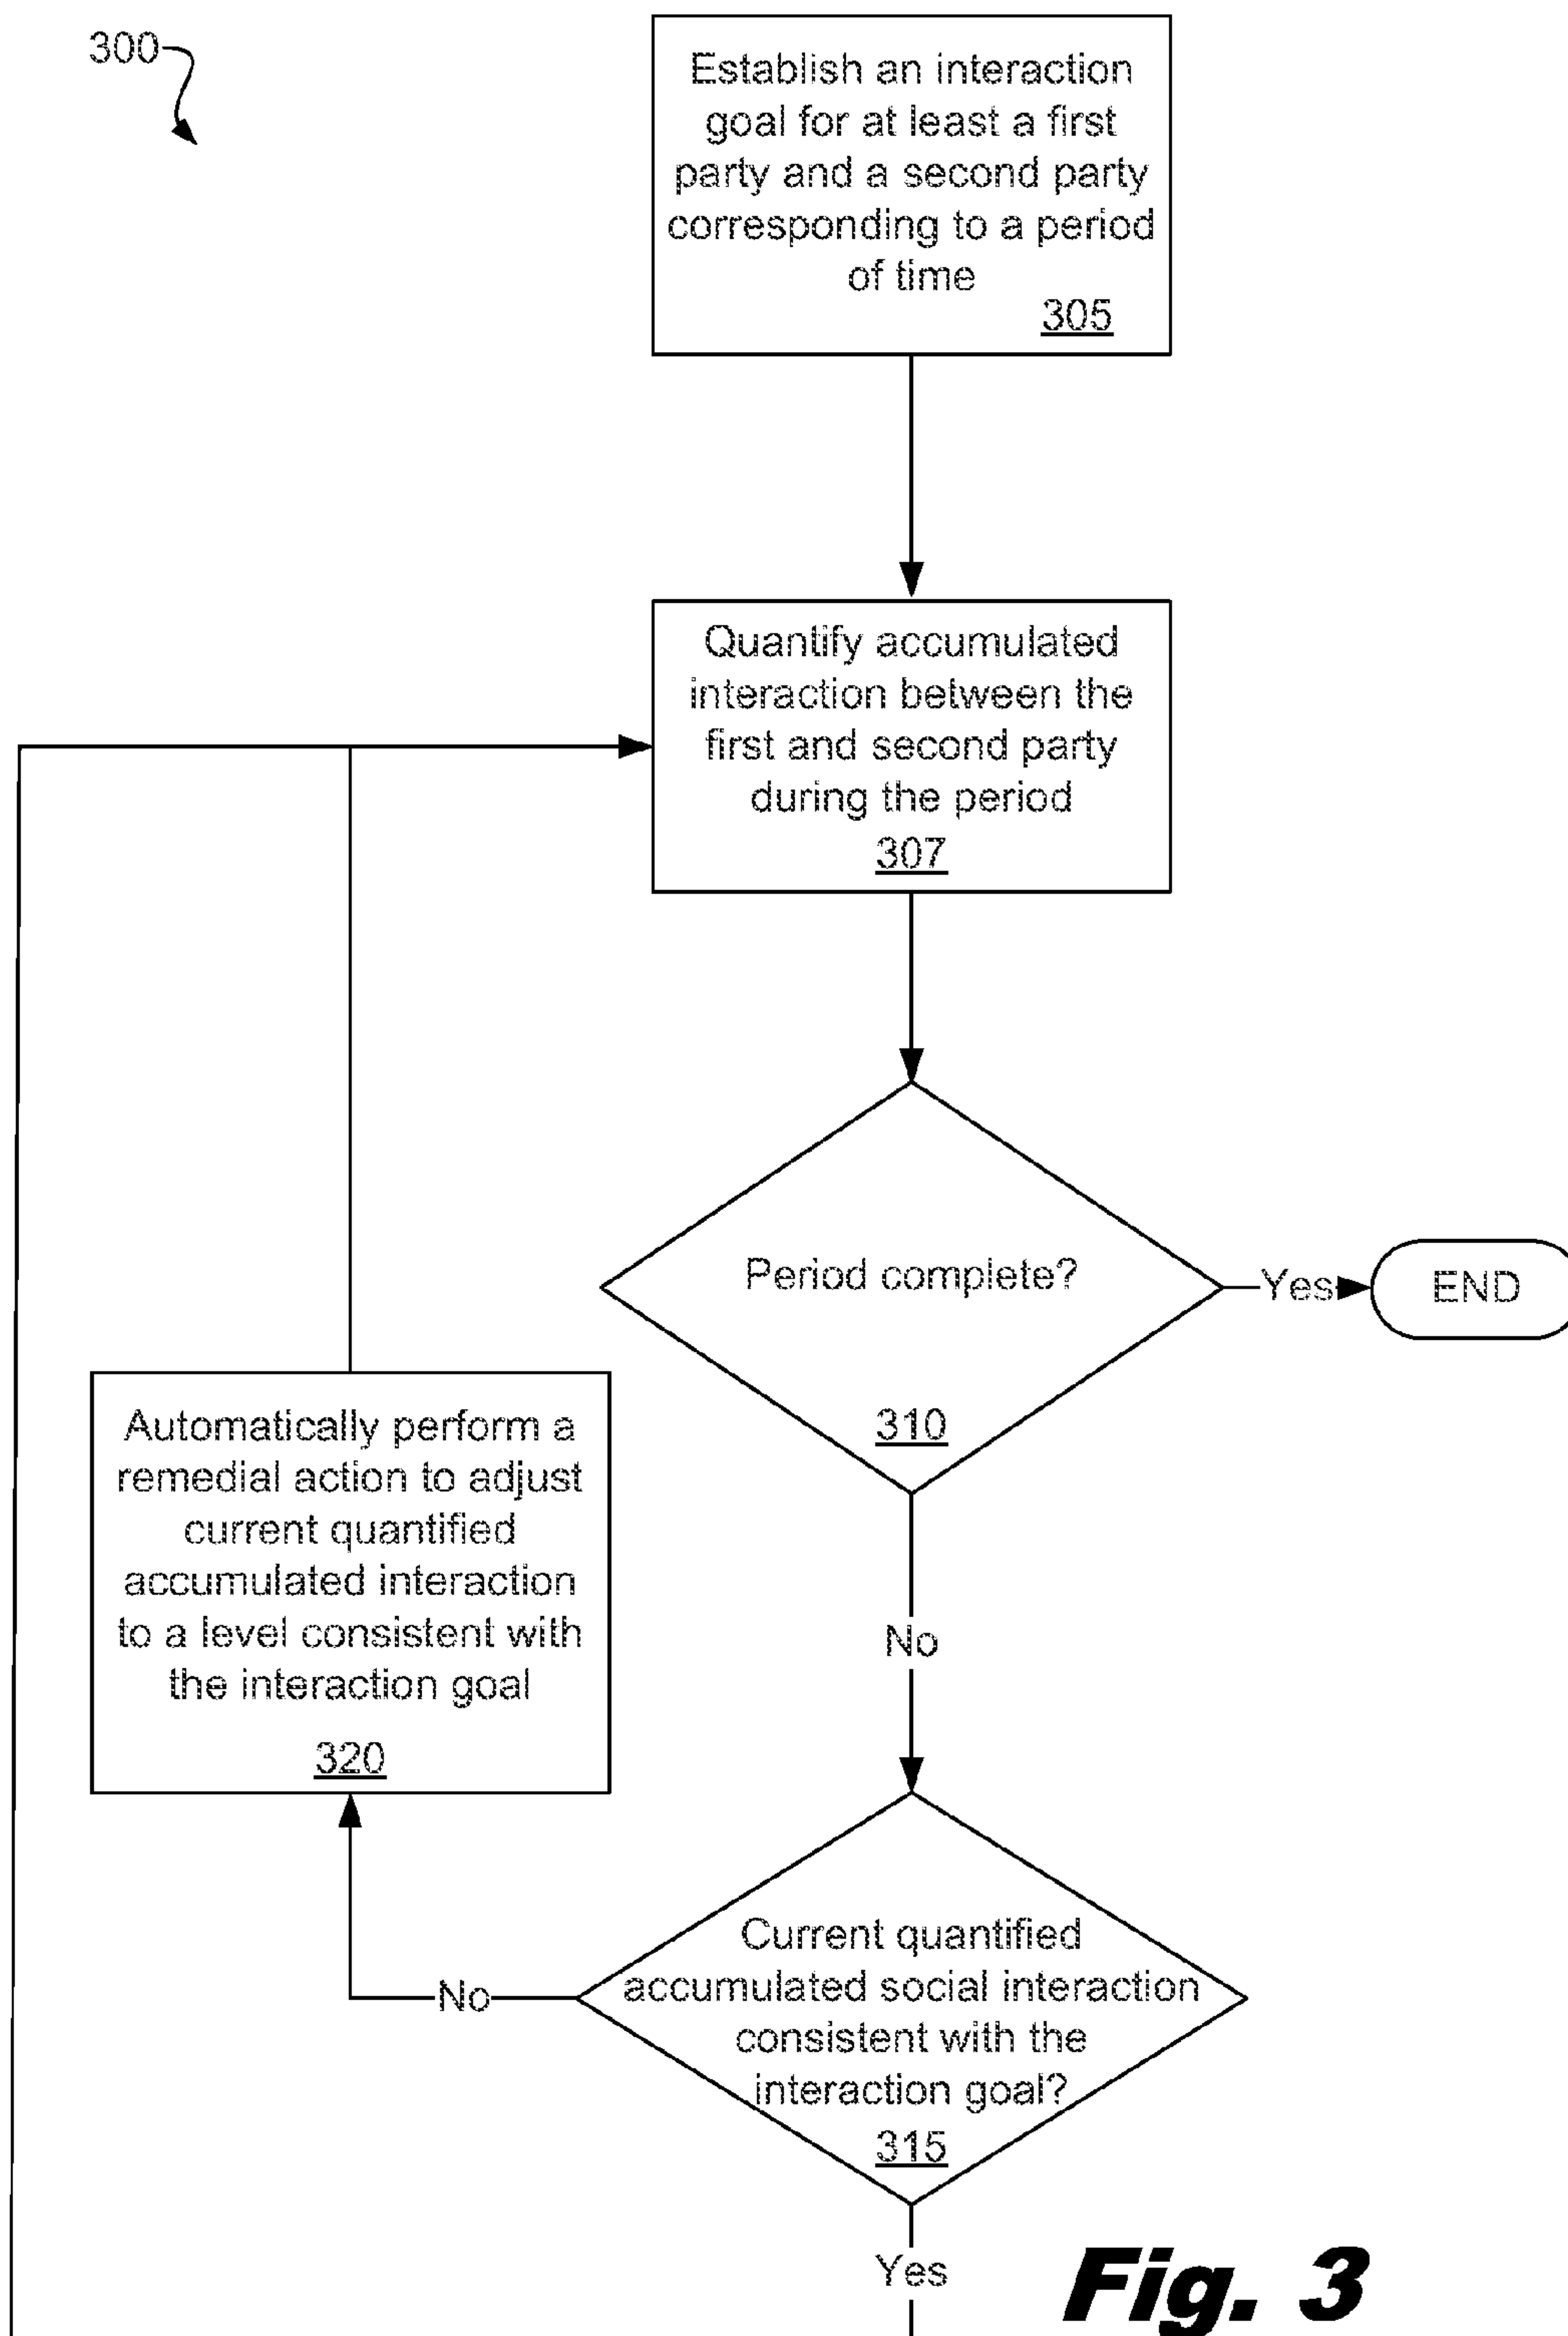 300
Establish an interaction
goal for at least a first
party and a second party
corresponding to a period
of time
305
Quantify accumulated
interaction between the
first and second party
during the period
307
Period complete?
310
Yes
END
No
Automatically perform a
remedial action to adjust
current quantified
accumulated interaction
to a level consistent with
the interaction goal
320
Current quantified
accumulated social interaction
consistent with the
interaction goal?
315
No
Yes
Fig. 3